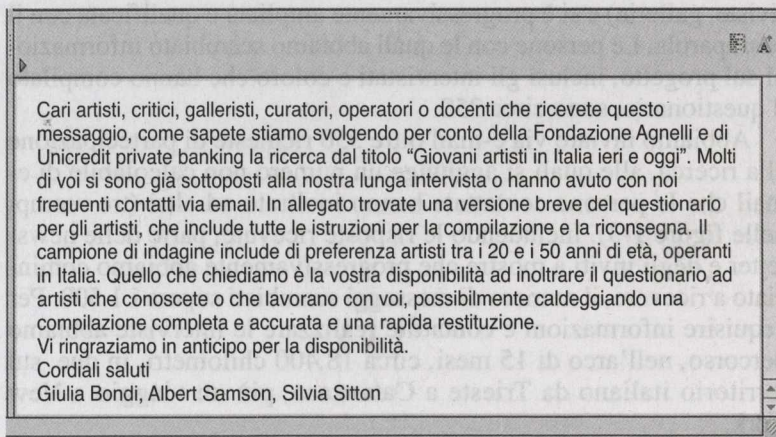 Cari artisti, critici, galleristi, curatori, operatori o docenti che ricevete questo
messaggio, come sapete stiamo svolgendo per conto della Fondazione Agnelli e di
Unicredit private banking la ricerca dal titolo “Giovani artisti in Italia ieri e oggi”. Molti
di voi si sono già sottoposti alla nostra lunga intervista o hanno avuto con noi
frequenti contatti via email. In allegato trovate una versione breve del questionario
per gli artisti, che include tutte le istruzioni per la compilazione e la riconsegna. Il
campione di indagine sono di preferenza artisti tra i 20 e i 50 anni di età, operanti
in Italia. Quello che chiediamo è la vostra disponibilità ad inoltrare il questionario ad
artisti che conoscete o che lavorano con voi, possibilmente caldeggiando una
compilazione completa e accurata e una rapida restituzione.
Vi ringraziamo in anticipo per la disponibilità.
Cordiali saluti
Giulia Bondi, Albert Samson, Silvia Sitton